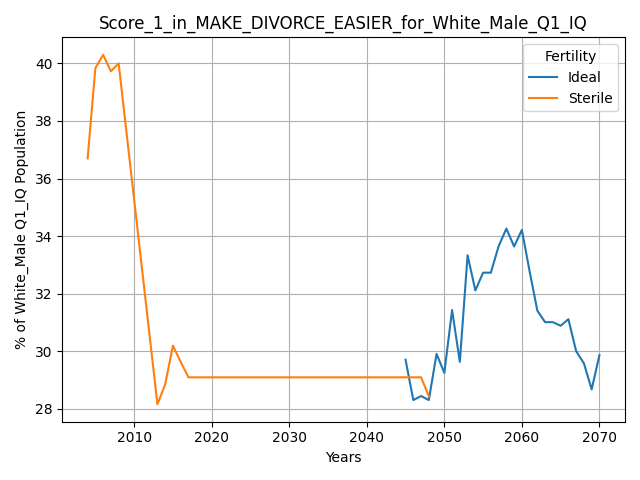 Score_1_in_MAKE_DIVORCE_EASIER_for_White_Male_Q1_IQ
Fertility
Ideal
Sterile
% of White_Male Q1_IQ Population
40
38
36
34
32
30
28
2010
2020
2030
2040
2050
2060
2070
Years